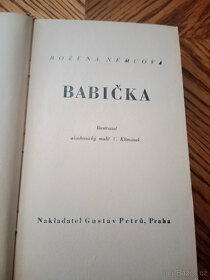 BOŽENA NĚMCOVÁ
BABIČKA
Ilustroval
akademický malíř C. Klimánek
Nakladatel Gustav Petrů, Praha